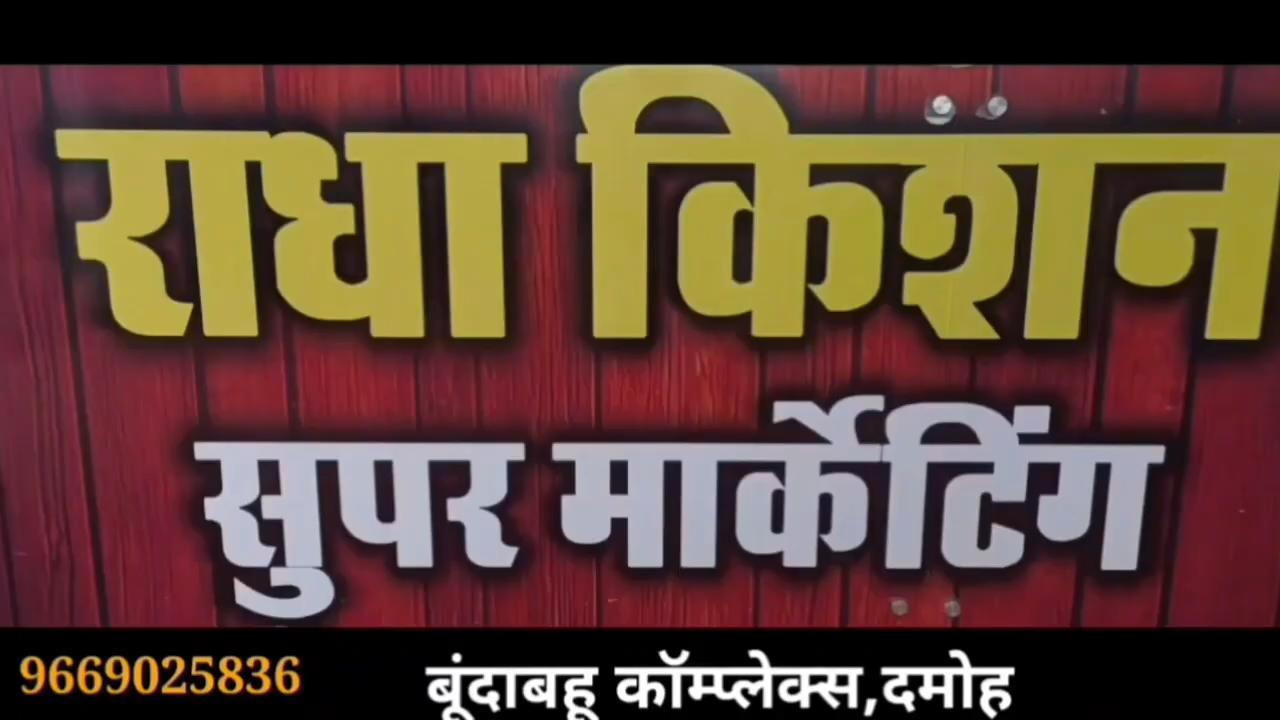 राधा किशन
सुपर मार्केटिंग
9669025836 बूंदाबहू कॉम्प्लेक्स,दमोह